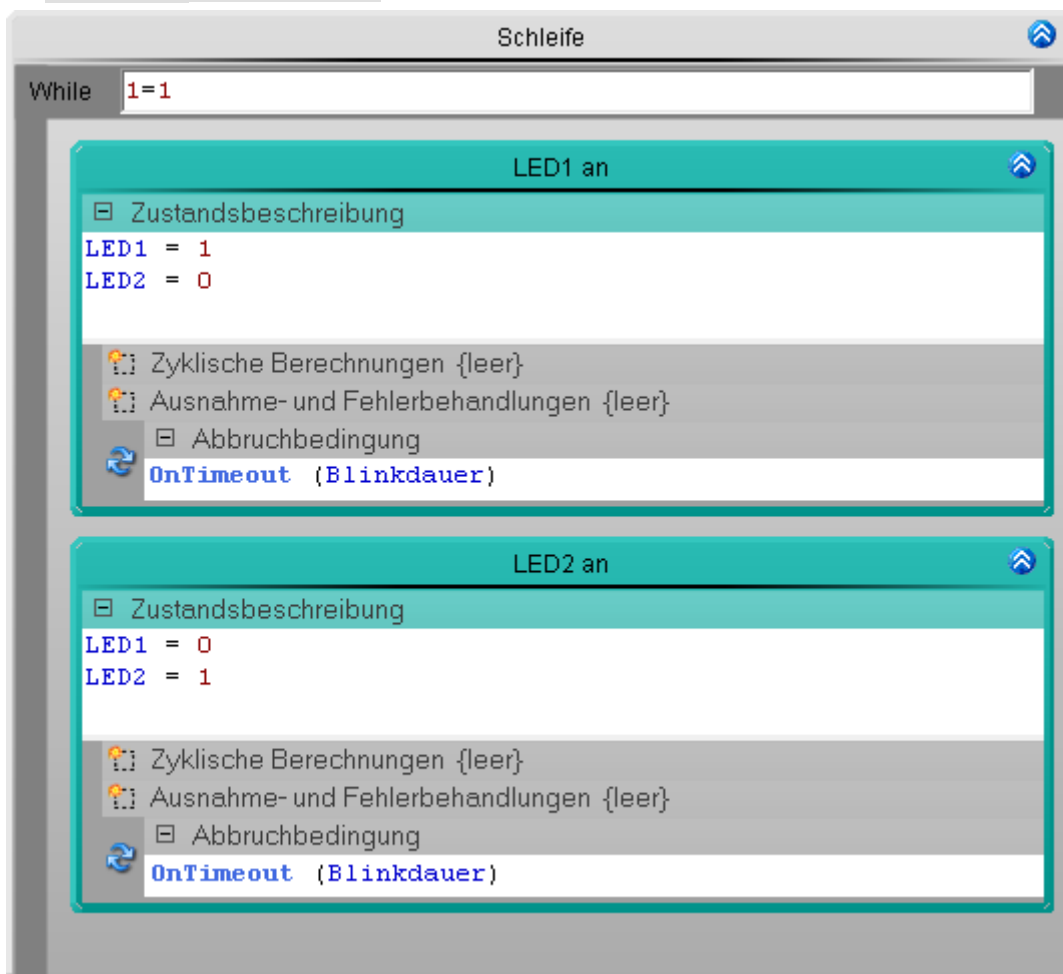 Schleife
While 1=1
LED1 an
Zustandsbeschreibung
LED1 = 1
LED2 = 0
Zyklische Berechnungen {leer}
Ausnahme- und Fehlerbehandlungen {leer}
Abbruchbedingung
OnTimeout (Blinkdauer)
LED2 an
Zustandsbeschreibung
LED1 = 0
LED2 = 1
Zyklische Berechnungen {leer}
Ausnahme- und Fehlerbehandlungen {leer}
Abbruchbedingung
OnTimeout (Blinkdauer)